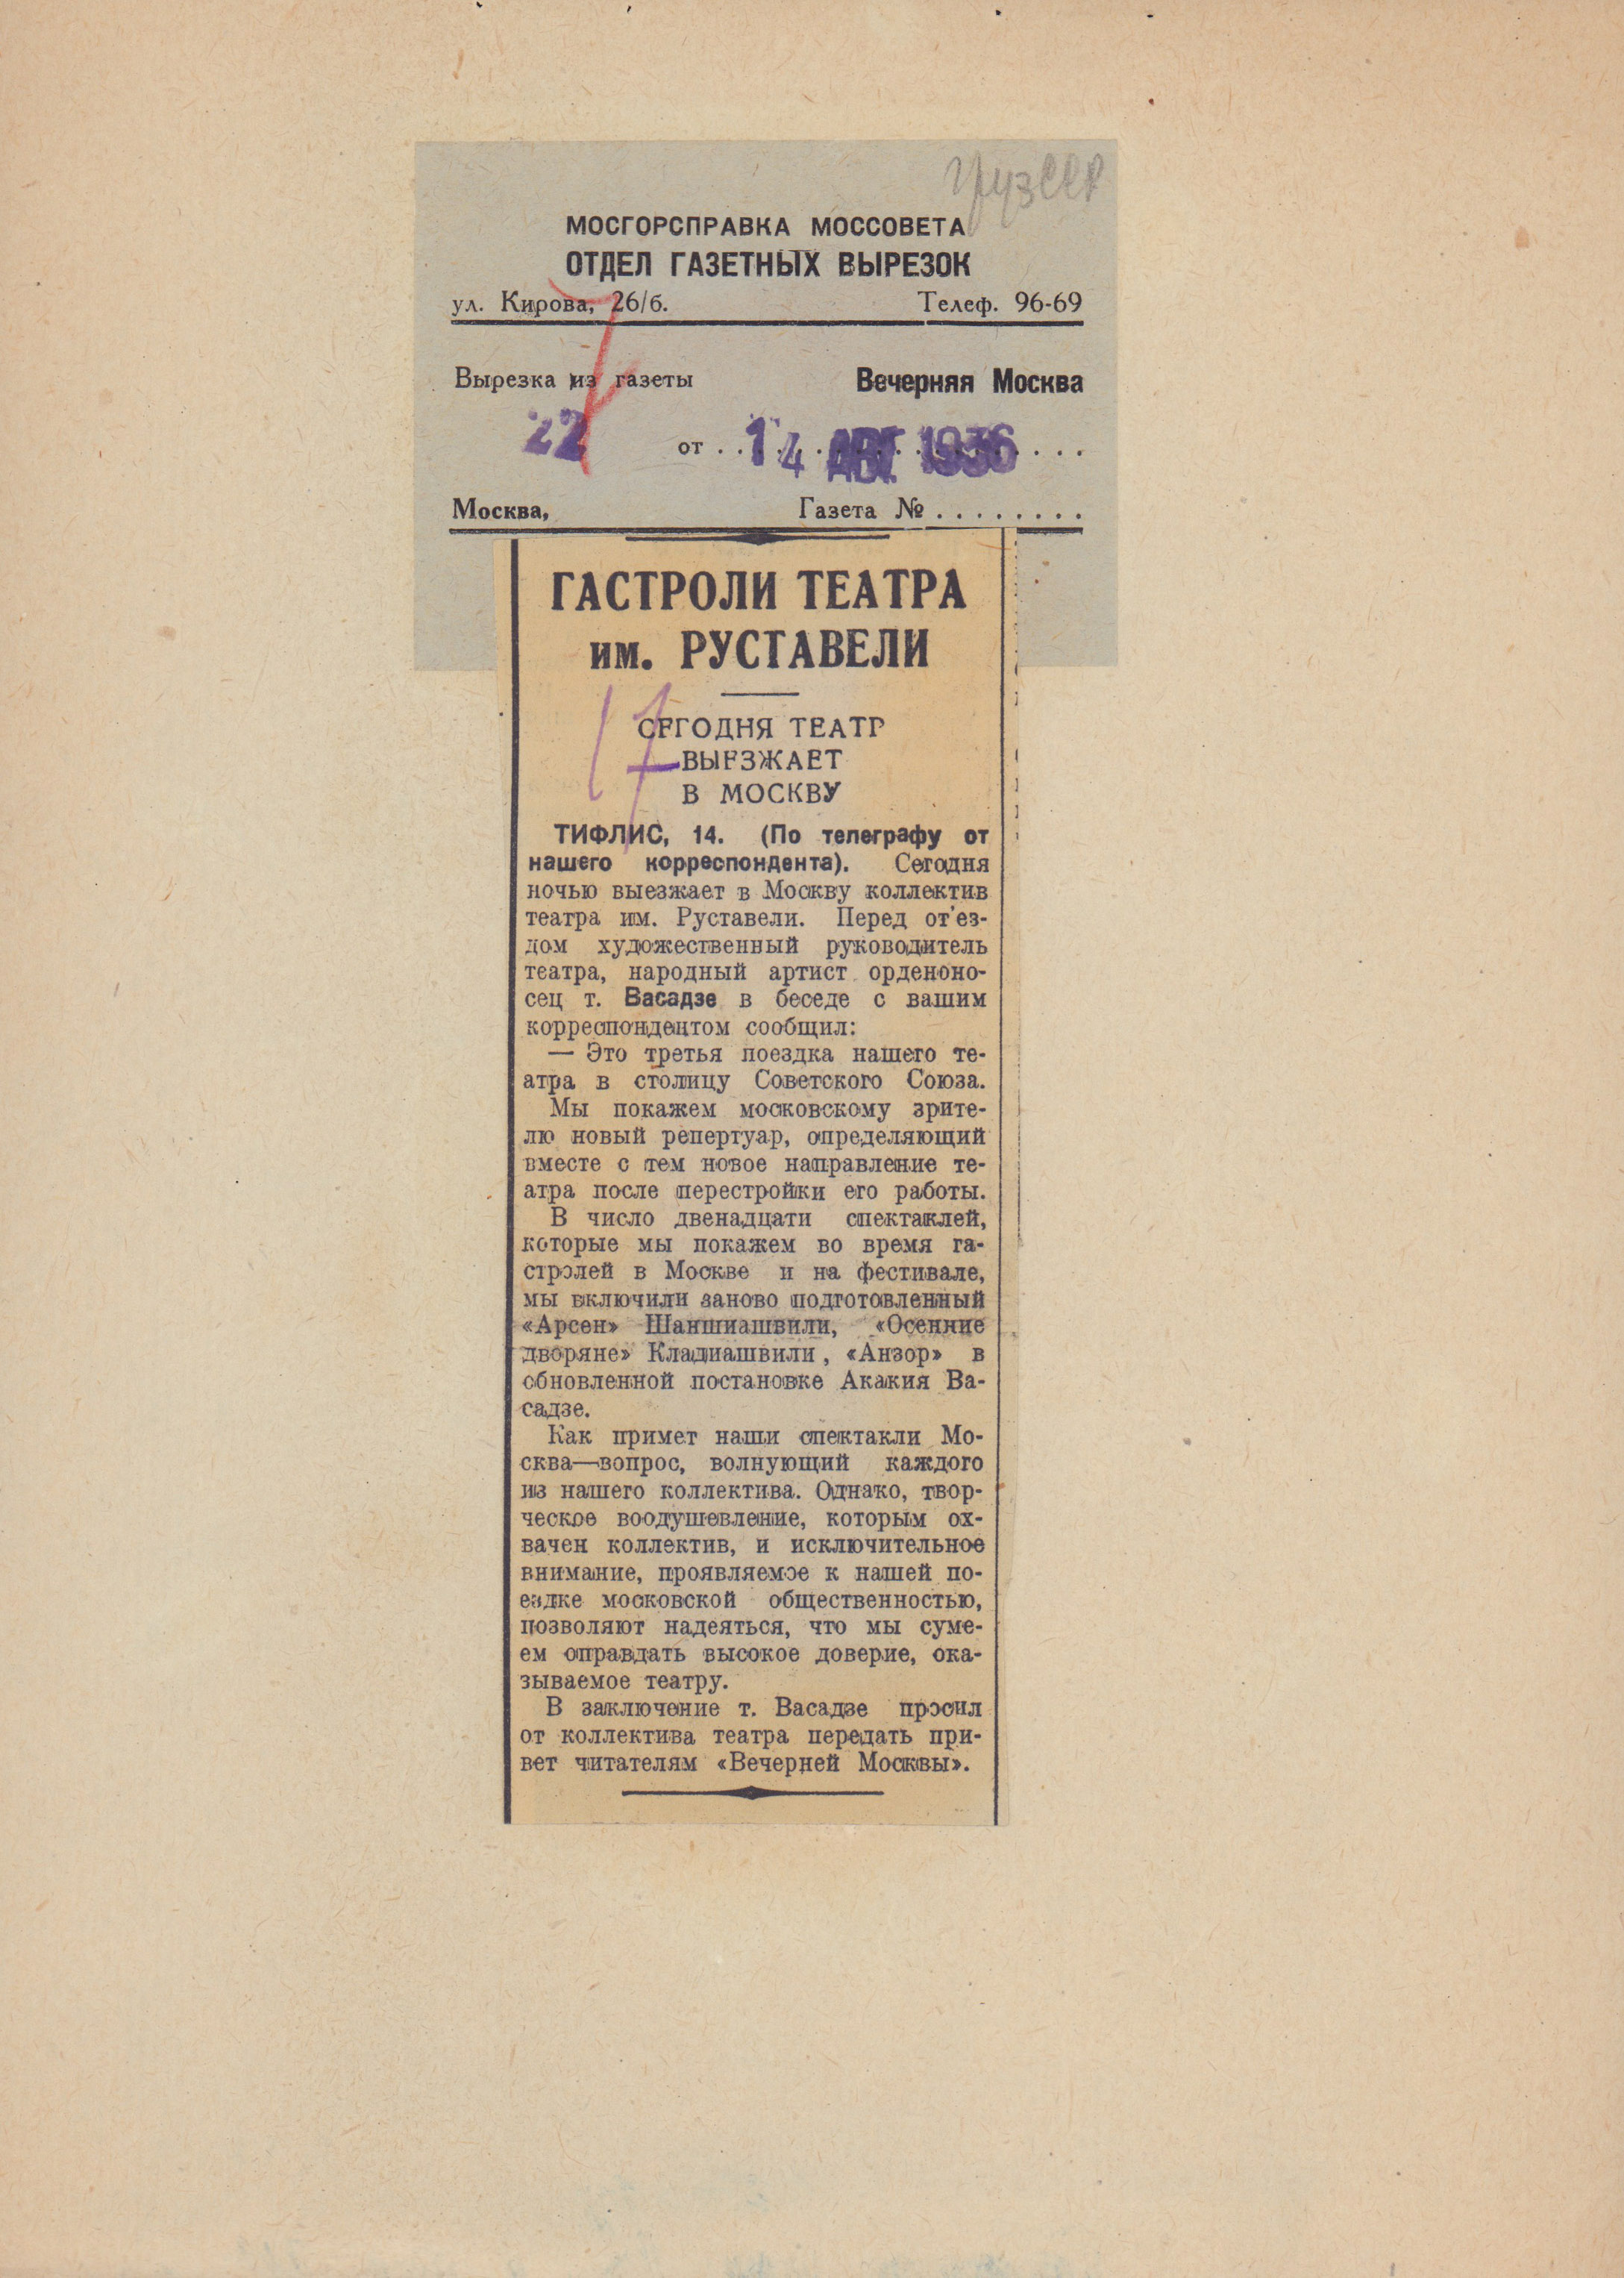 ГрузССР
МОСГОРСПРАВКА МОССОВЕТА
ОТДЕЛ ГАЗЕТНЫХ ВЫРЕЗОК
ул. Кирова, 26/б. Телеф. 96-69
Вырезка из газеты Вечерняя Москва
22 от . . 14 АВГ. 1936 . . .
Москва, Газета № . . . . . . . .
ГАСТРОЛИ ТЕАТРА
им. РУСТАВЕЛИ
СЕГОДНЯ ТЕАТР
ВЫЕЗЖАЕТ
В МОСКВУ
ТИФЛИС, 14. (По телеграфу от
нашего корреспондента). Сегодня
ночью выезжает в Москву коллектив
театра им. Руставели. Перед от'ез-
дом художественный руководитель
театра, народный артист орденоно-
сец т. Васадзе в беседе с вашим
корреспондентом сообщил:
— Это третья поездка нашего те-
атра в столицу Советского Союза.
Мы покажем московскому зрите-
лю новый репертуар, определяющий
вместе с тем новое направление те-
атра после перестройки его работы.
В число двенадцати спектаклей,
которые мы покажем во время га-
стролей в Москве и на фестивале,
мы включили заново подготовленный
«Арсен» Шаншиашвили, «Осенние
дворяне» Кладиашвили, «Анзор» в
обновленной постановке Акакия Ва-
садзе.
Как примет наши спектакли Мо-
сква—вопрос, волнующий каждого
из нашего коллектива. Однако, твор-
ческое воодушевление, которым ох-
вачен коллектив, и исключительное
внимание, проявляемое к нашей по-
ездке московской общественностью,
позволяют надеяться, что мы суме-
ем оправдать высокое доверие, ока-
зываемое театру.
В заключение т. Васадзе просил
от коллектива театра передать при-
вет читателям «Вечерней Москвы».